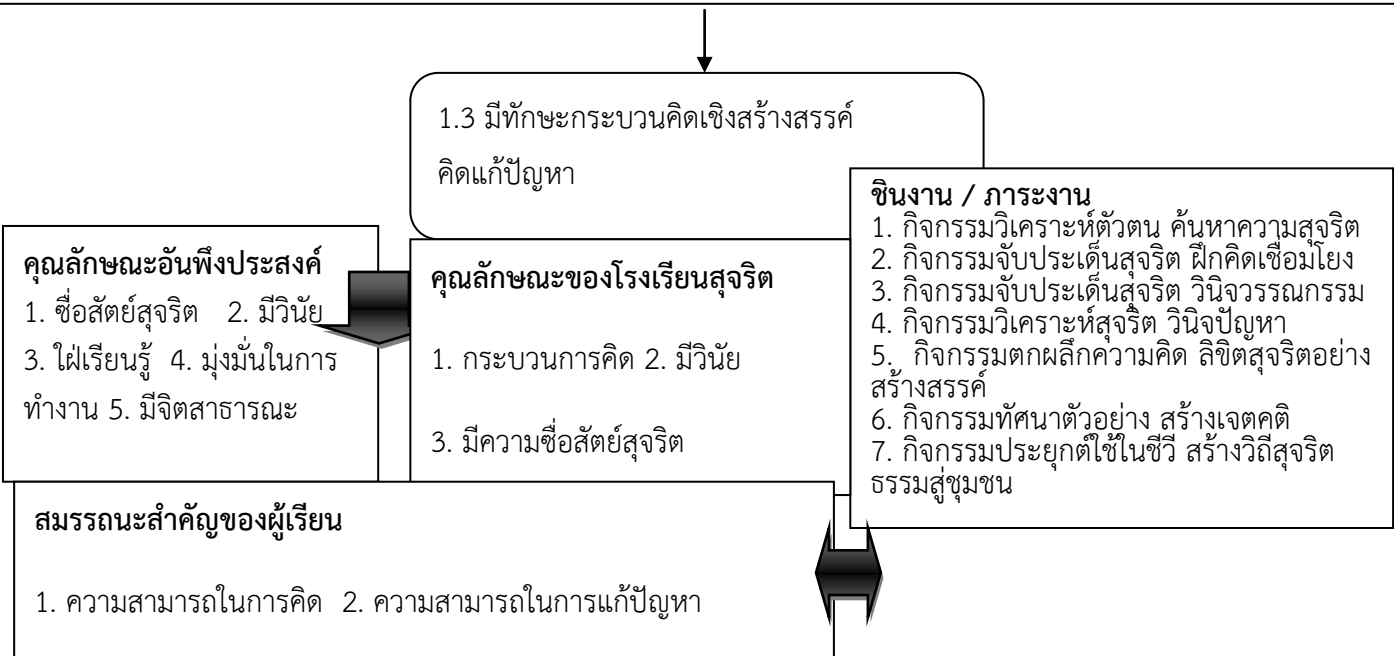 1.3 มีทักษะกระบวนคิดเชิงสร้างสรรค์
คิดแก้ปัญหา
คุณลักษณะอันพึงประสงค์
1. ซื่อสัตย์สุจริต 2. มีวินัย
3. ใฝ่เรียนรู้ 4. มุ่งมั่นในการ
ทำงาน 5. มีจิตสาธารณะ
คุณลักษณะของโรงเรียนสุจริต
1. กระบวนการคิด 2. มีวินัย
3. มีความซื่อสัตย์สุจริต
ชินงาน / ภาระงาน
1. กิจกรรมวิเคราะห์ตัวตน ค้นหาความสุจริต
2. กิจกรรมจับประเด็นสุจริต ฝึกคิดเชื่อมโยง
3. กิจกรรมจับประเด็นสุจริต วินิจวรรณกรรม
4. กิจกรรมวิเคราะห์สุจริต วินิจปัญหา
5. กิจกรรมตกผลึกความคิด ลิขิตสุจริตอย่าง
สร้างสรรค์
6. กิจกรรมทัศนาตัวอย่าง สร้างเจตคติ
7. กิจกรรมประยุกต์ใช้ในชีวี สร้างวิถีสุจริต
ธรรมสู่ชุมชน
สมรรถนะสำคัญของผู้เรียน
1. ความสามารถในการคิด 2. ความสามารถในการแก้ปัญหา